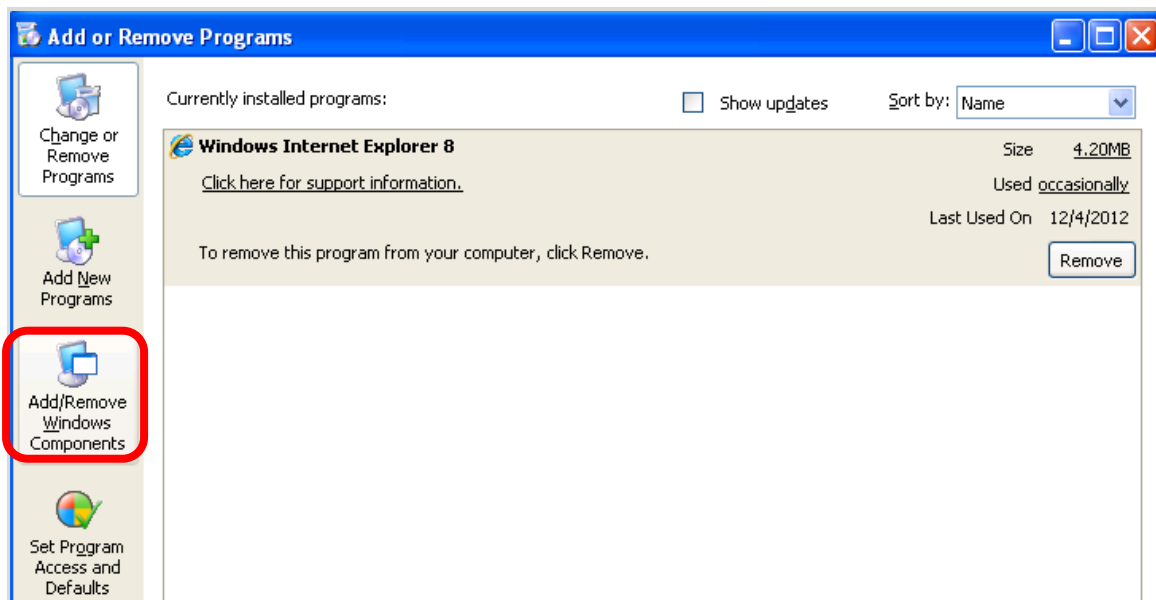 Add or Remove Programs
Change or
Remove
Programs
Add New
Programs
Add/Remove
Windows
Components
Set Program
Access and
Defaults
Currently installed programs:
Show updates
Sort by: Name
Windows Internet Explorer 8
Size 4.20MB
Click here for support information.
Used occasionally
Last Used On 12/4/2012
To remove this program from your computer, click Remove.
Remove